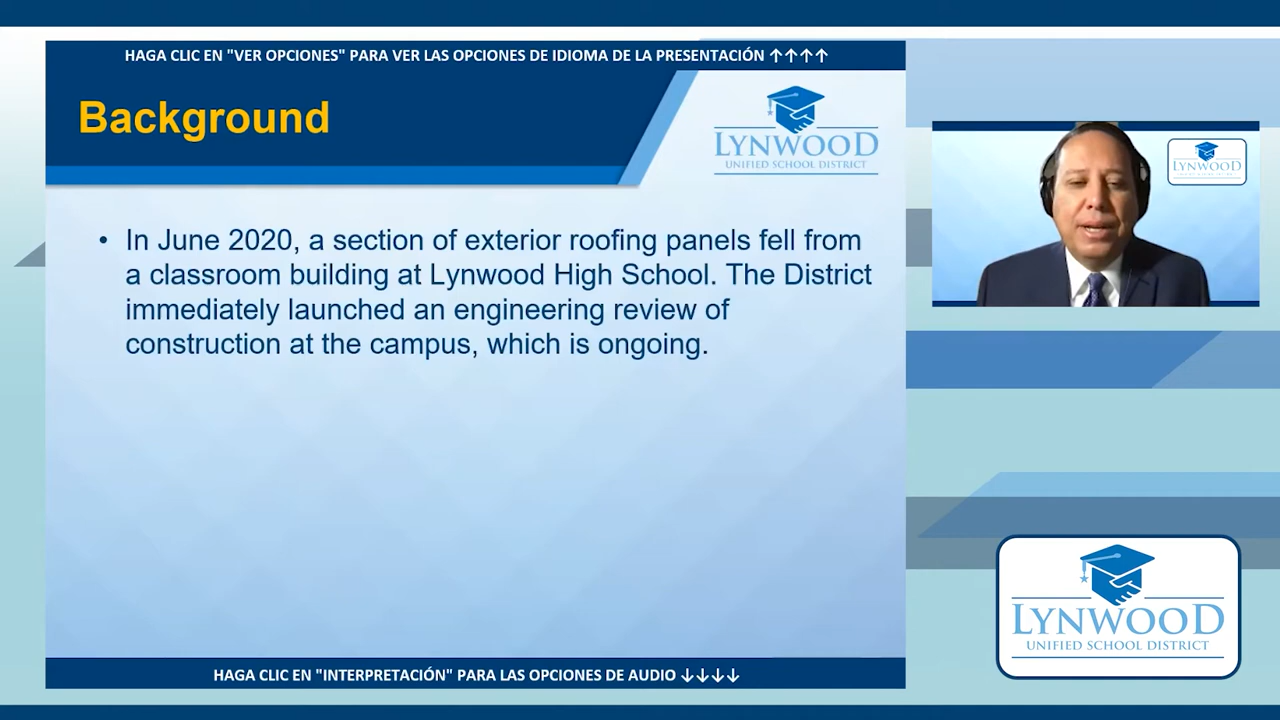 HAGA CLIC EN "VER OPCIONES" PARA VER LAS OPCIONES DE IDIOMA DE LA PRESENTACIÓN ↑↑↑↑
Background
LYNWOOD
UNIFIED SCHOOL DISTRICT
• In June 2020, a section of exterior roofing panels fell from
a classroom building at Lynwood High School. The District
immediately launched an engineering review of
construction at the campus, which is ongoing.
HAGA CLIC EN "INTERPRETACIÓN" PARA LAS OPCIONES DE AUDIO ↓↓↓↓
LYNWOOD
LYNWOOD
UNIFIED SCHOOL DISTRICT